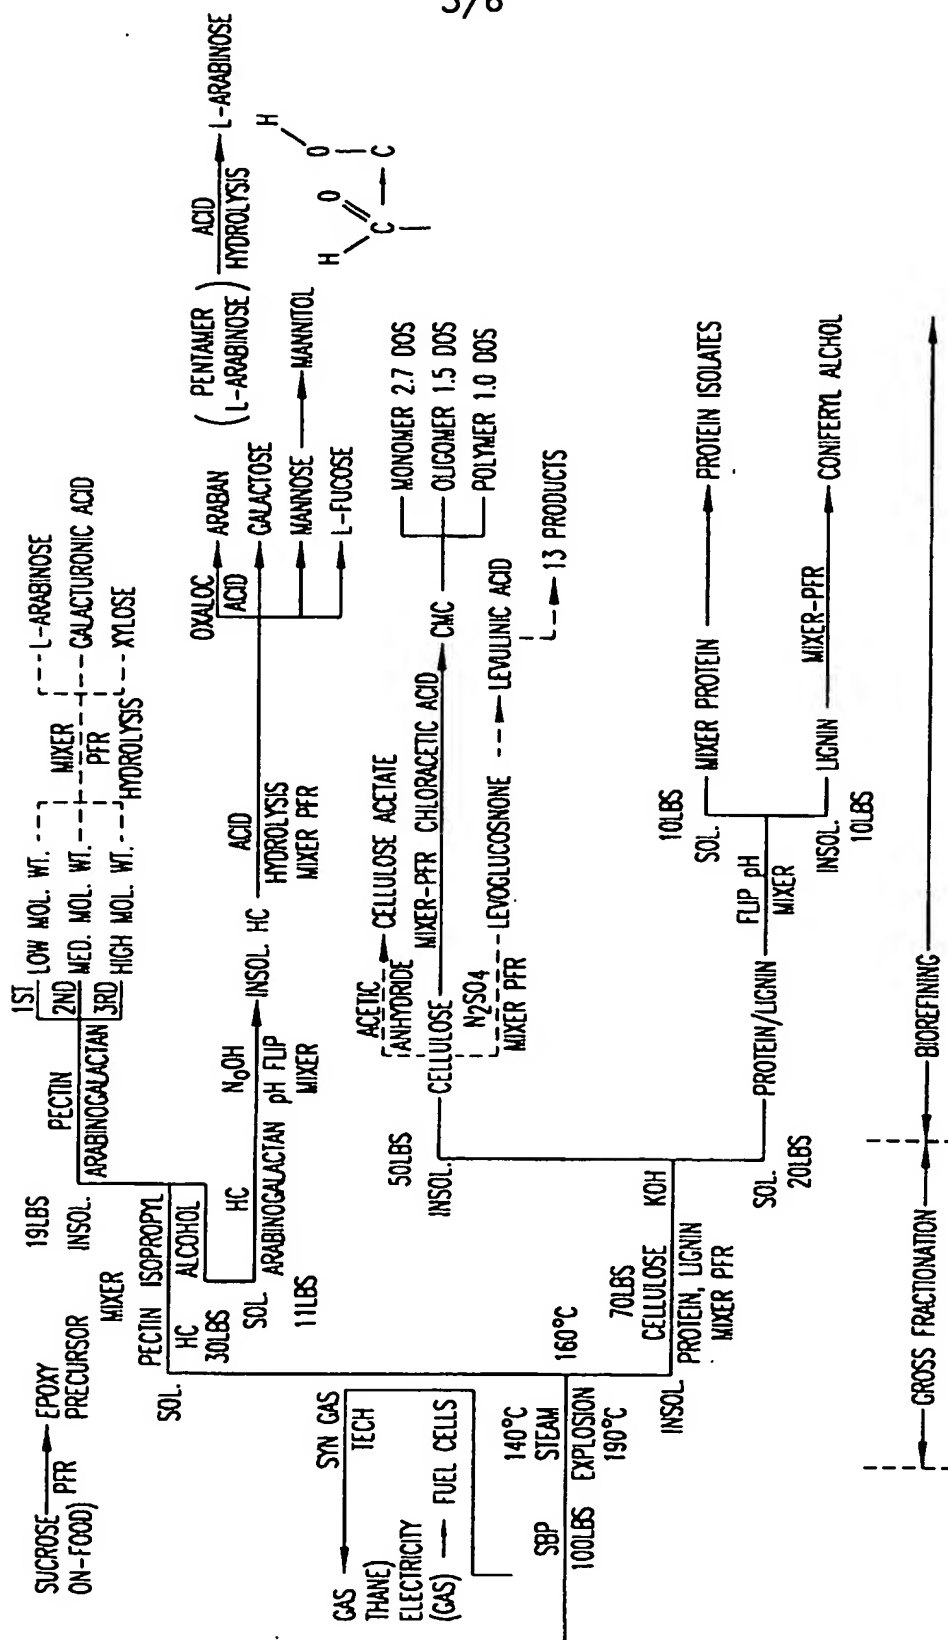 5/6
SUCROSE
PFR
ON-FOOD)
EPOXY
PRECURSOR
MIXER
19LBS
INSOL.
PECTIN
ARABINOGALACTAN
1ST
2ND
3RD
LOW MOL. WT.
MED. MOL. WT.
HIGH MOL. WT.
MIXER
PFR
HYDROLYSIS
L-ARABINOSE
GALACTURONIC ACID
XYLOSE
SOL.
PECTIN ISOPROPYL
HC ALCOHOL
30LBS
SOL.
11LBS
HC
ARABINOGALACTAN
NoOH
pH FLIP
MIXER
INSOL. HC
ACID
HYDROLYSIS
MIXER PFR
OXALOC
ACID
ARABAN
GALACTOSE
MANNOSE
MANNITOL
L-FUCOSE
(PENTAMER
L-ARABINOSE)
ACID
HYDROLYSIS
L-ARABINOSE
H
O
H
O
C
C
GAS
THANE)
ELECTRICITY
(GAS)
SYN GAS
TECH
FUEL CELLS
50LBS
INSOL.
CELLULOSE
ACETIC
ANHYDRIDE
CELLULOSE ACETATE
MIXER-PFR CHLORACETIC ACID
CMC
MONOMER 2.7 DOS
OLIGOMER 1.5 DOS
POLYMER 1.0 DOS
N2SO4
MIXER PFR
LEVOGLUCOSNONE
LEVULINIC ACID
13 PRODUCTS
SBP
100LBS
140°C
STEAM
EXPLOSION
190°C
160°C
INSOL.
70LBS
CELLULOSE
PROTEIN, LIGNIN
MIXER PFR
KOH
SOL.
20LBS
PROTEIN/LIGNIN
FLIP pH
MIXER
10LBS
SOL.
MIXER PROTEIN
PROTEIN ISOLATES
INSOL.
10LBS
LIGNIN
MIXER-PFR
CONIFERYL ALCHOL
GROSS FRACTIONATION
BIOREFINING